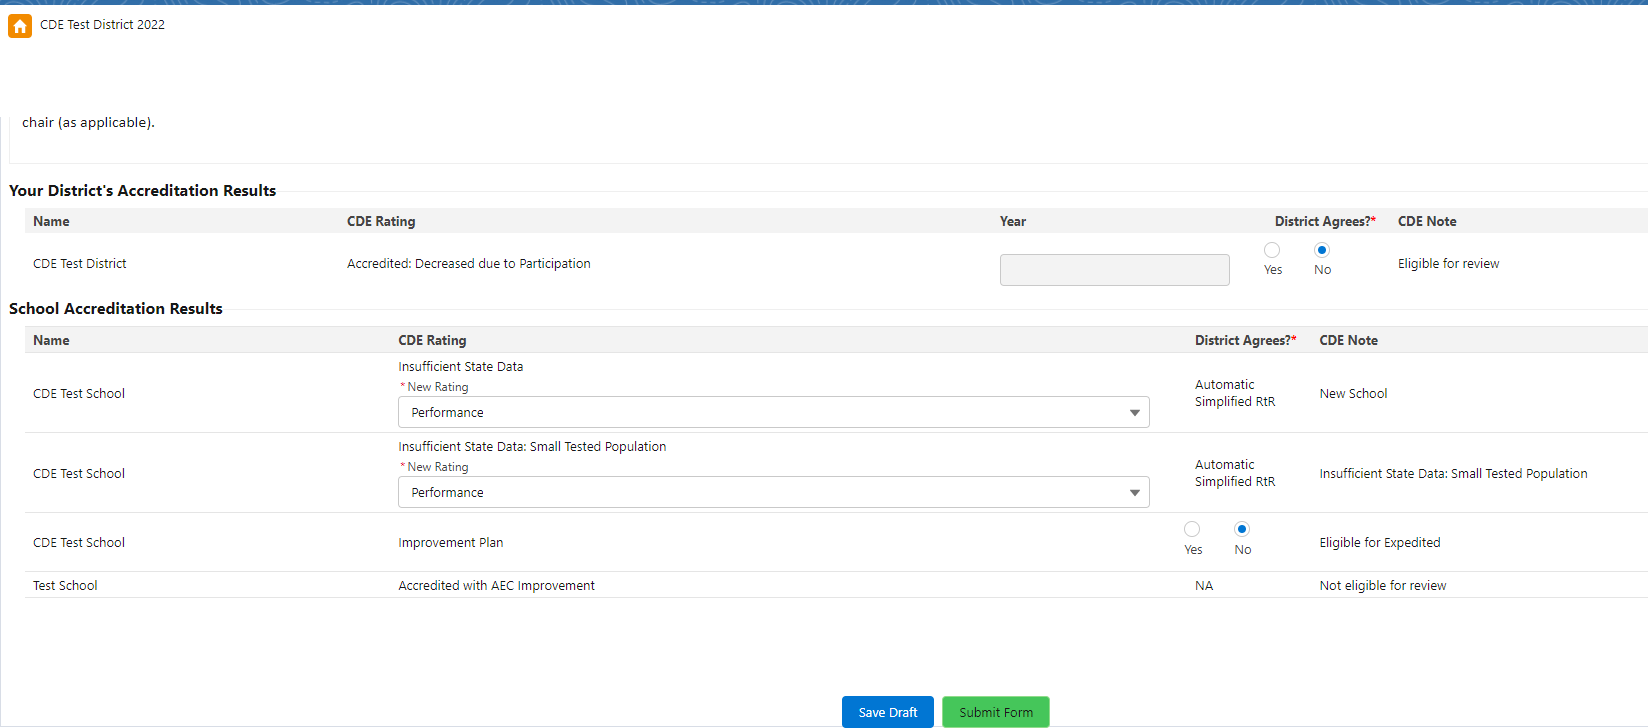 CDE Test District 2022
chair (as applicable).
Your District's Accreditation Results
Name CDE Rating Year District Agrees?* CDE Note
CDE Test District Accredited: Decreased due to Participation Yes No Eligible for review
School Accreditation Results
Name CDE Rating District Agrees?* CDE Note
Insufficient State Data
* New Rating
CDE Test School Performance Automatic Simplified RtR New School
Insufficient State Data: Small Tested Population
* New Rating
CDE Test School Performance Automatic Simplified RtR Insufficient State Data: Small Tested Population
CDE Test School Improvement Plan Yes No Eligible for Expedited
Test School Accredited with AEC Improvement NA Not eligible for review
Save Draft Submit Form